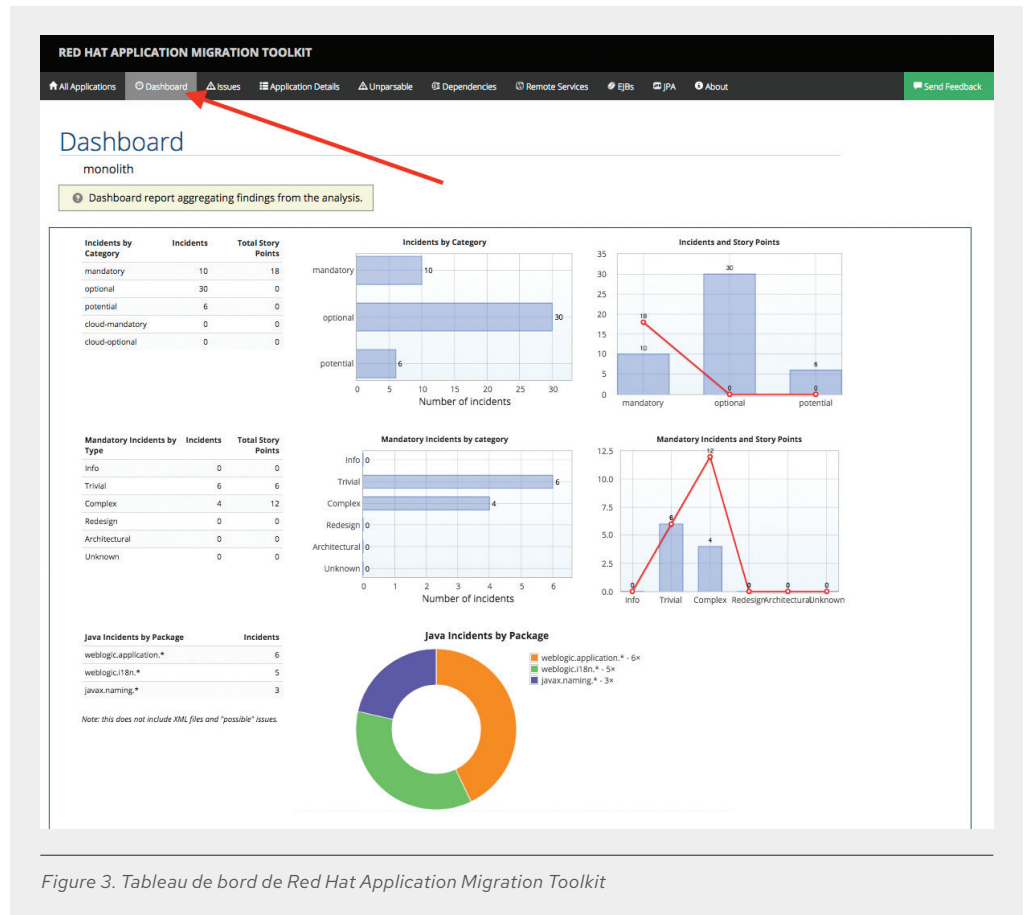 RED HAT APPLICATION MIGRATION TOOLKIT
All Applications Dashboard Issues Application Details Unparsable Dependencies Remote Services EJBs JPA About Send Feedback
Dashboard
monolith
Dashboard report aggregating findings from the analysis.
Incidents by Category Incidents Total Story Points
mandatory 10 18
optional 30 0
potential 6 0
cloud-mandatory 0 0
cloud-optional 0 0
Incidents by Category
mandatory 10
optional 30
potential 6
0 5 10 15 20 25 30
Number of incidents
Incidents and Story Points
35
30
25
20
15
10
5
0
18 10 30 0 6 0
mandatory optional potential
Mandatory Incidents by Type Incidents Total Story Points
Info 0 0
Trivial 6 6
Complex 4 12
Redesign 0 0
Architectural 0 0
Unknown 0 0
Mandatory Incidents by category
Info 0
Trivial 6
Complex 4
Redesign 0
Architectural 0
Unknown 0
0 1 2 3 4 5 6
Number of incidents
Mandatory Incidents and Story Points
12.5
10.0
7.5
5.0
2.5
0.0
0 6 12 4 0 0 0
Info Trivial Complex Redesign Architectural Unknown
Java Incidents by Package Incidents
weblogic.application.* 6
weblogic.i18n.* 5
javax.naming.* 3
Note: this does not include XML files and "possible" issues.
Java Incidents by Package
weblogic.application.* - 6×
weblogic.i18n.* - 5×
javax.naming.* - 3×
Figure 3. Tableau de bord de Red Hat Application Migration Toolkit